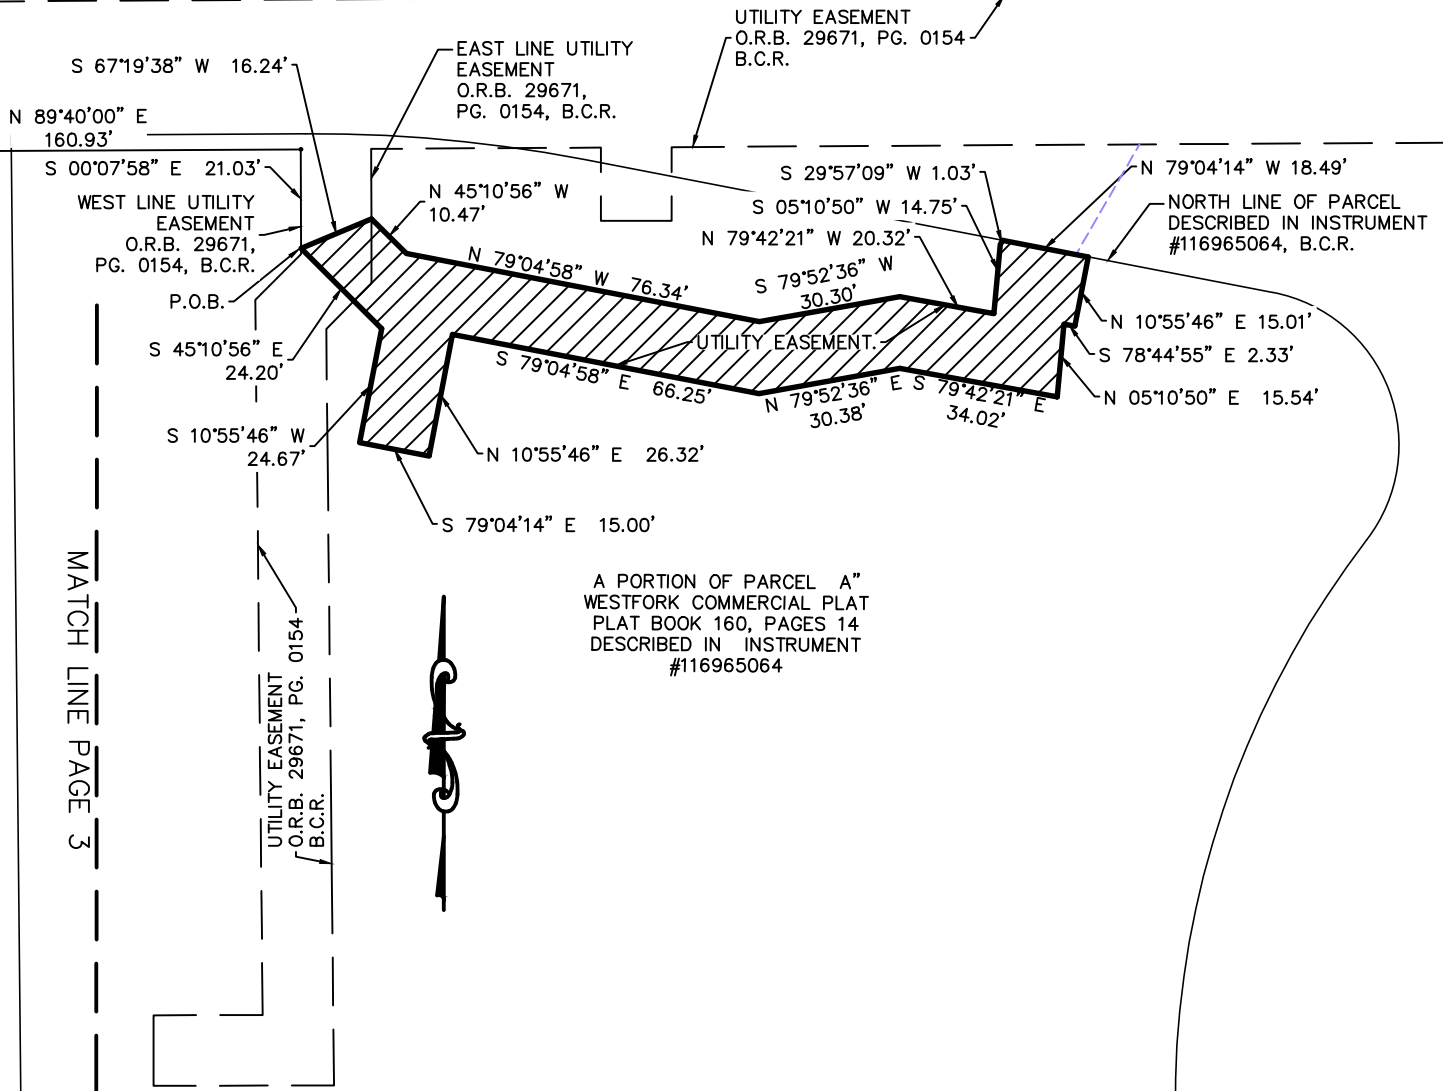 UTILITY EASEMENT
O.R.B. 29671, PG. 0154
B.C.R.
EAST LINE UTILITY
EASEMENT
O.R.B. 29671,
PG. 0154, B.C.R.
S 67°19'38" W 16.24'
N 89°40'00" E
160.93'
S 00°07'58" E 21.03'
WEST LINE UTILITY
EASEMENT
O.R.B. 29671,
PG. 0154, B.C.R.
P.O.B.
N 45°10'56" W
10.47'
S 29°57'09" W 1.03'
S 05°10'50" W 14.75'
N 79°42'21" W 20.32'
N 79°04'14" W 18.49'
NORTH LINE OF PARCEL
DESCRIBED IN INSTRUMENT
#116965064, B.C.R.
N 79°04'58" W 76.34'
S 79°52'36" W
30.30'
UTILITY EASEMENT.
N 10°55'46" E 15.01'
S 78°44'55" E 2.33'
N 05°10'50" E 15.54'
S 45°10'56" E
24.20'
S 79°04'58" E 66.25'
N 79°52'36" E
30.38'
S 79°42'21" E
34.02'
S 10°55'46" W
24.67'
N 10°55'46" E 26.32'
S 79°04'14" E 15.00'
A PORTION OF PARCEL A"
WESTFORK COMMERCIAL PLAT
PLAT BOOK 160, PAGES 14
DESCRIBED IN INSTRUMENT
#116965064
MATCH LINE PAGE 3
UTILITY EASEMENT
O.R.B. 29671, PG. 0154
B.C.R.